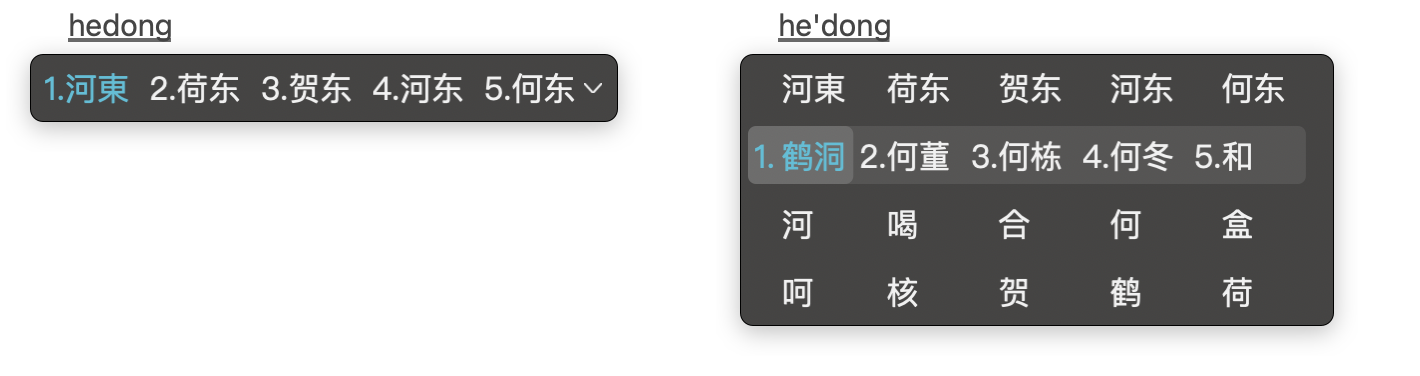 hedong
1.河東 2.荷东 3.贺东 4.河东 5.何东
he'dong
河東 荷东 贺东 河东 何东
1. 鹤洞 2.何董 3.何栋 4.何冬 5.和
河 喝 合 何 盒
呵 核 贺 鹤 荷